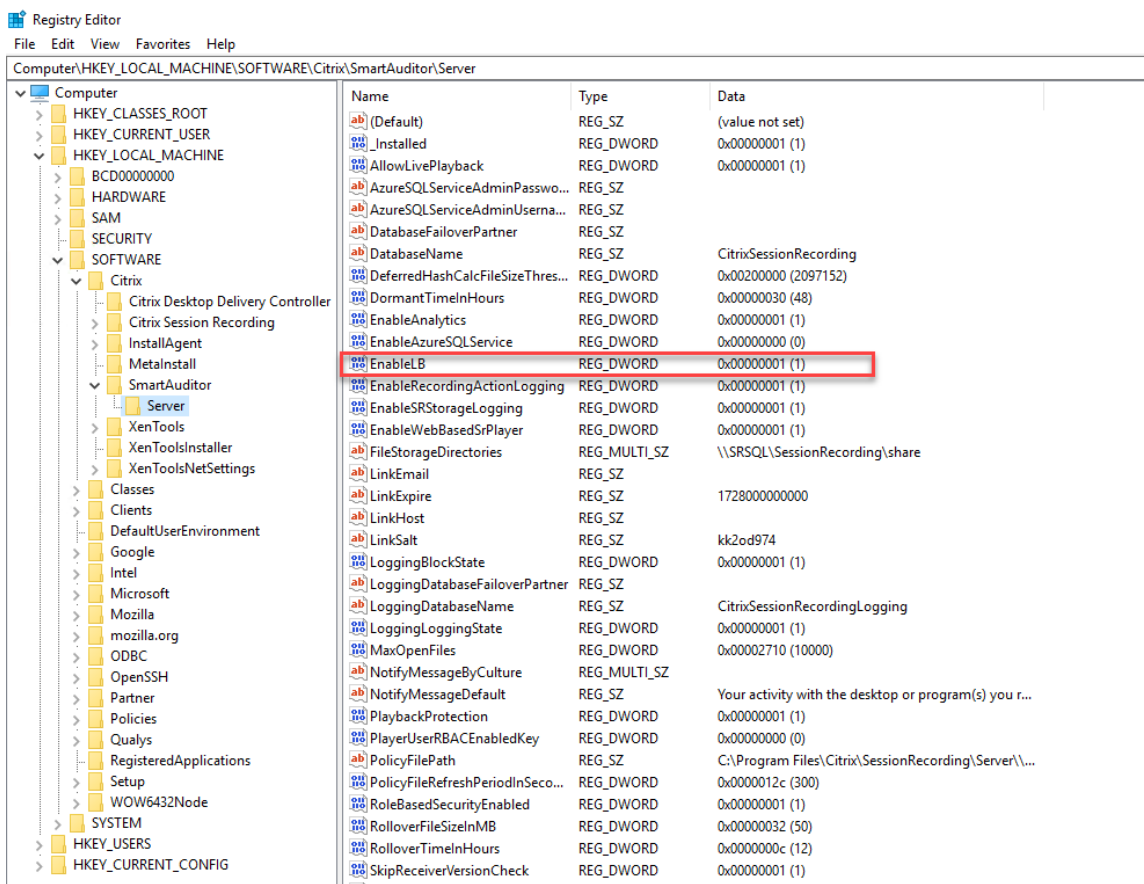 Registry Editor
File Edit View Favorites Help
Computer\HKEY_LOCAL_MACHINE\SOFTWARE\Citrix\SmartAuditor\Server
Computer
HKEY_CLASSES_ROOT
HKEY_CURRENT_USER
HKEY_LOCAL_MACHINE
BCD00000000
HARDWARE
SAM
SECURITY
SOFTWARE
Citrix
Citrix Desktop Delivery Controller
Citrix Session Recording
InstallAgent
MetaInstall
SmartAuditor
Server
XenTools
XenToolsInstaller
XenToolsNetSettings
Classes
Clients
DefaultUserEnvironment
Google
Intel
Microsoft
Mozilla
mozilla.org
ODBC
OpenSSH
Partner
Policies
Qualys
RegisteredApplications
Setup
WOW6432Node
SYSTEM
HKEY_USERS
HKEY_CURRENT_CONFIG
Name Type Data
(Default) REG_SZ (value not set)
_Installed REG_DWORD 0x00000001 (1)
AllowLivePlayback REG_DWORD 0x00000001 (1)
AzureSQLServiceAdminPasswo... REG_SZ
AzureSQLServiceAdminUserna... REG_SZ
DatabaseFailoverPartner REG_SZ
DatabaseName REG_SZ CitrixSessionRecording
DeferredHashCalcFileSizeThres... REG_DWORD 0x00200000 (2097152)
DormantTimeInHours REG_DWORD 0x00000030 (48)
EnableAnalytics REG_DWORD 0x00000001 (1)
EnableAzureSQLService REG_DWORD 0x00000000 (0)
EnableLB REG_DWORD 0x00000001 (1)
EnableRecordingActionLogging REG_DWORD 0x00000001 (1)
EnableSRStorageLogging REG_DWORD 0x00000001 (1)
EnableWebBasedSrPlayer REG_DWORD 0x00000001 (1)
FileStorageDirectories REG_MULTI_SZ \\SRSQL\SessionRecording\share
LinkEmail REG_SZ
LinkExpire REG_SZ 1728000000000
LinkHost REG_SZ
LinkSalt REG_SZ kk2od974
LoggingBlockState REG_DWORD 0x00000001 (1)
LoggingDatabaseFailoverPartner REG_SZ
LoggingDatabaseName REG_SZ CitrixSessionRecordingLogging
LoggingLoggingState REG_DWORD 0x00000001 (1)
MaxOpenFiles REG_DWORD 0x00002710 (10000)
NotifyMessageByCulture REG_MULTI_SZ
NotifyMessageDefault REG_SZ Your activity with the desktop or program(s) you r...
PlaybackProtection REG_DWORD 0x00000001 (1)
PlayerUserRBACEnabledKey REG_DWORD 0x00000000 (0)
PolicyFilePath REG_SZ C:\Program Files\Citrix\SessionRecording\Server\\...
PolicyFileRefreshPeriodInSeco... REG_DWORD 0x0000012c (300)
RoleBasedSecurityEnabled REG_DWORD 0x00000001 (1)
RolloverFileSizeInMB REG_DWORD 0x00000032 (50)
RolloverTimeInHours REG_DWORD 0x0000000c (12)
SkipReceiverVersionCheck REG_DWORD 0x00000001 (1)